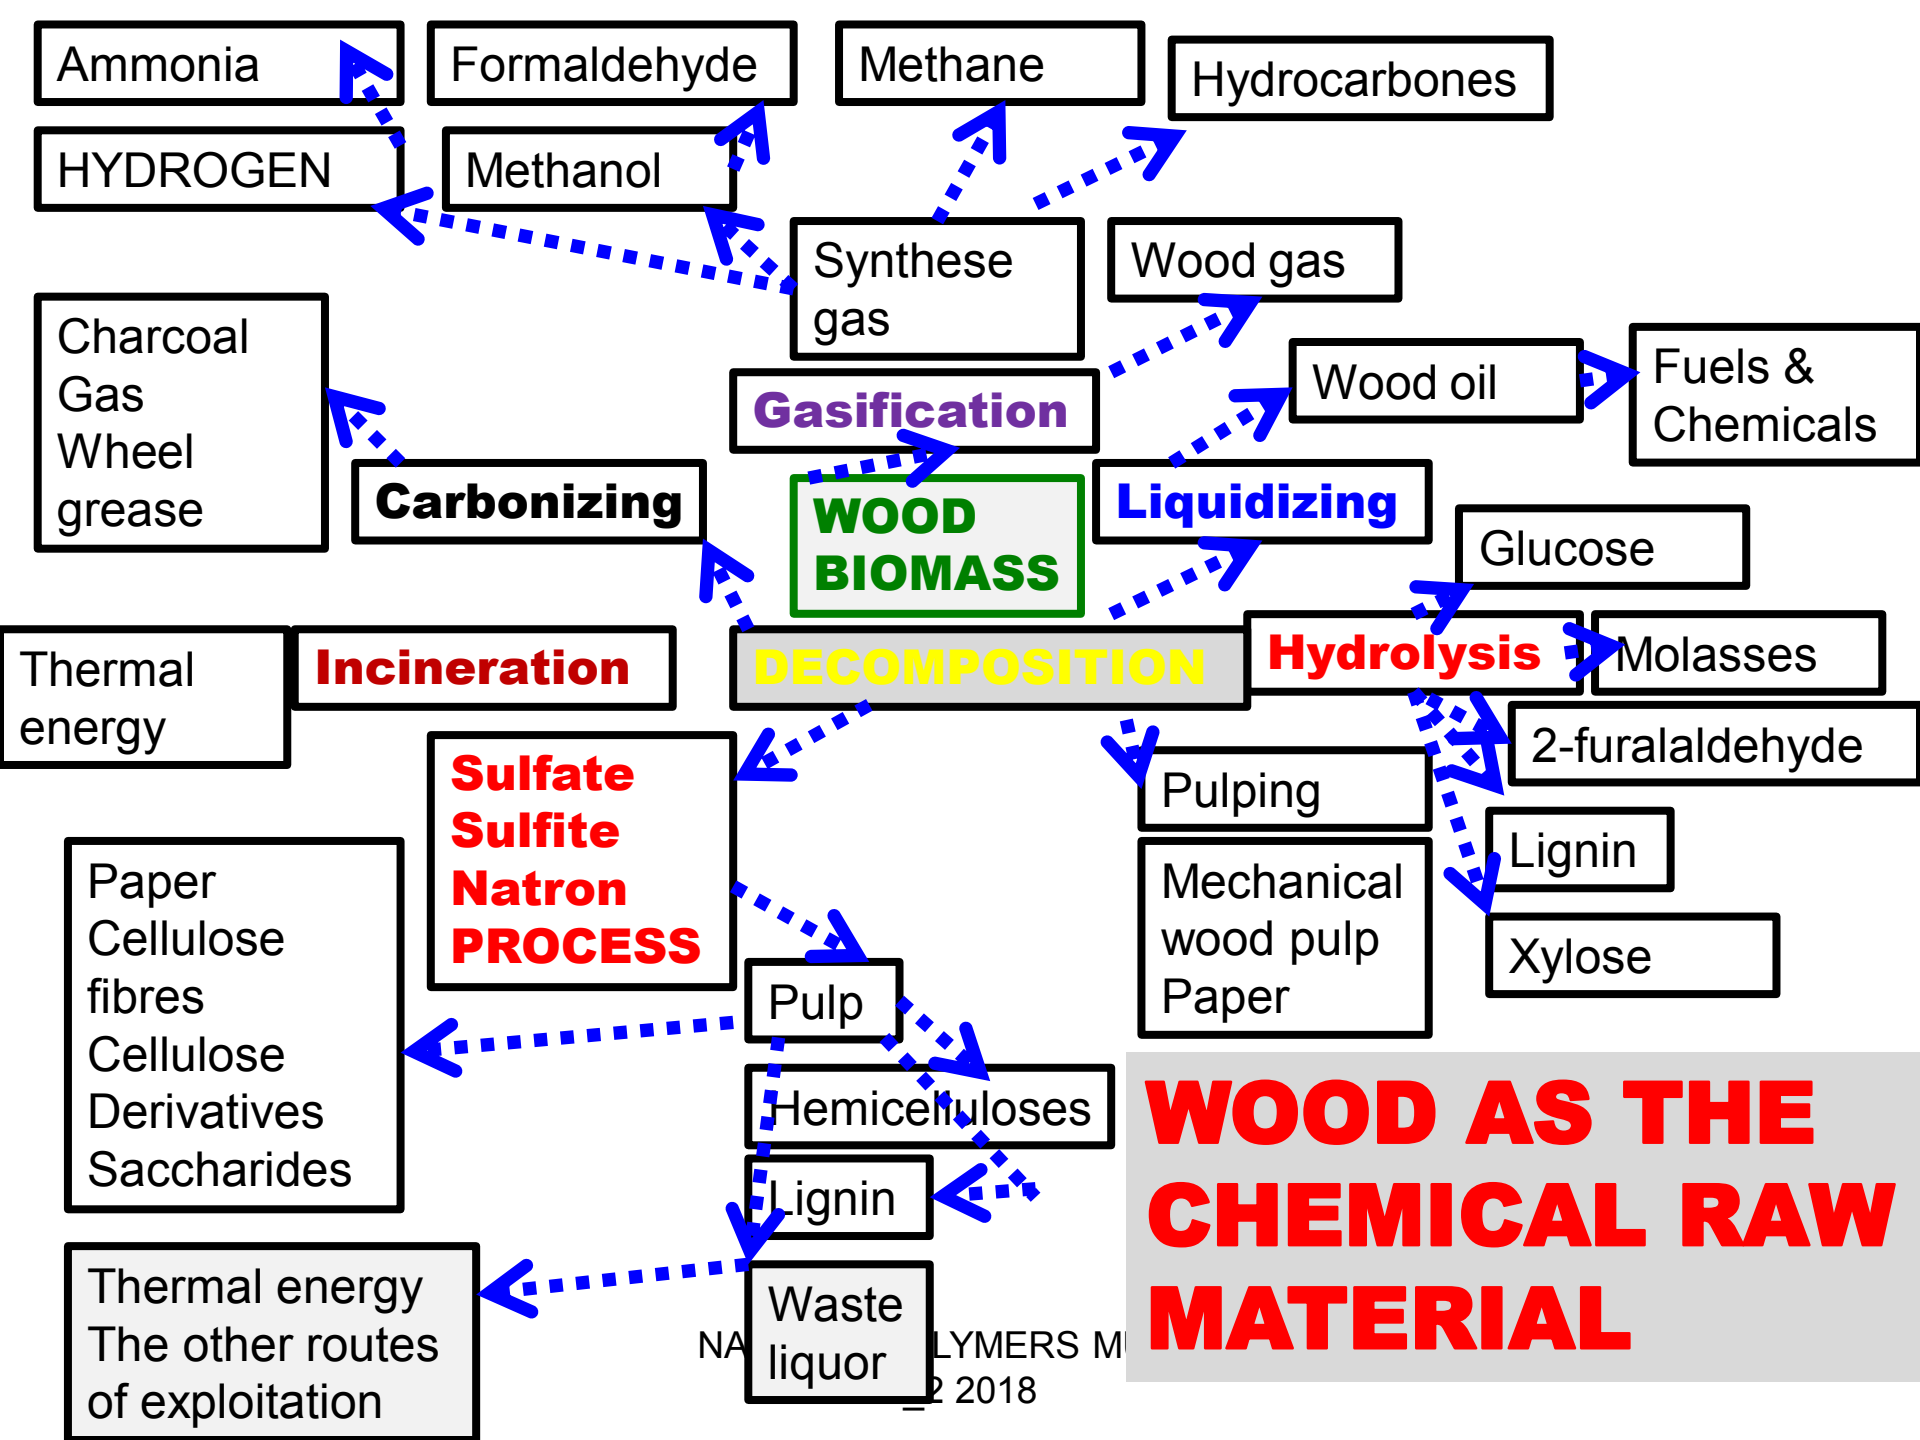 Ammonia
Formaldehyde
Methane
Hydrocarbones
HYDROGEN
Methanol
Synthese
gas
Wood gas
Charcoal
Gas
Wheel
grease
Wood oil
Fuels &
Chemicals
Gasification
Carbonizing
WOOD
BIOMASS
Liquidizing
Glucose
Thermal
energy
Incineration
DECOMPOSITION
Hydrolysis
Molasses
2-furalaldehyde
Sulfate
Sulfite
Natron
PROCESS
Pulping
Lignin
Mechanical
wood pulp
Paper
Xylose
Paper
Cellulose
fibres
Cellulose
Derivatives
Saccharides
Pulp
Hemicelluloses
Lignin
WOOD AS THE
CHEMICAL RAW
MATERIAL
Thermal energy
The other routes
of exploitation
Waste
liquor
2018